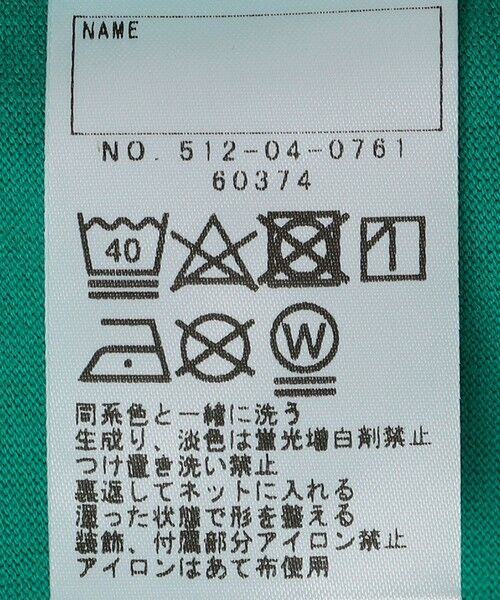 NAME
NO. 512-04-0761
60374
40
W
同系色と一緒に洗う
生成り、淡色は蛍光増白剤禁止
つけ置き洗い禁止
裏返してネットに入れる
濡った状態で形を整える
装飾、付属部分アイロン禁止
アイロンはあて布使用